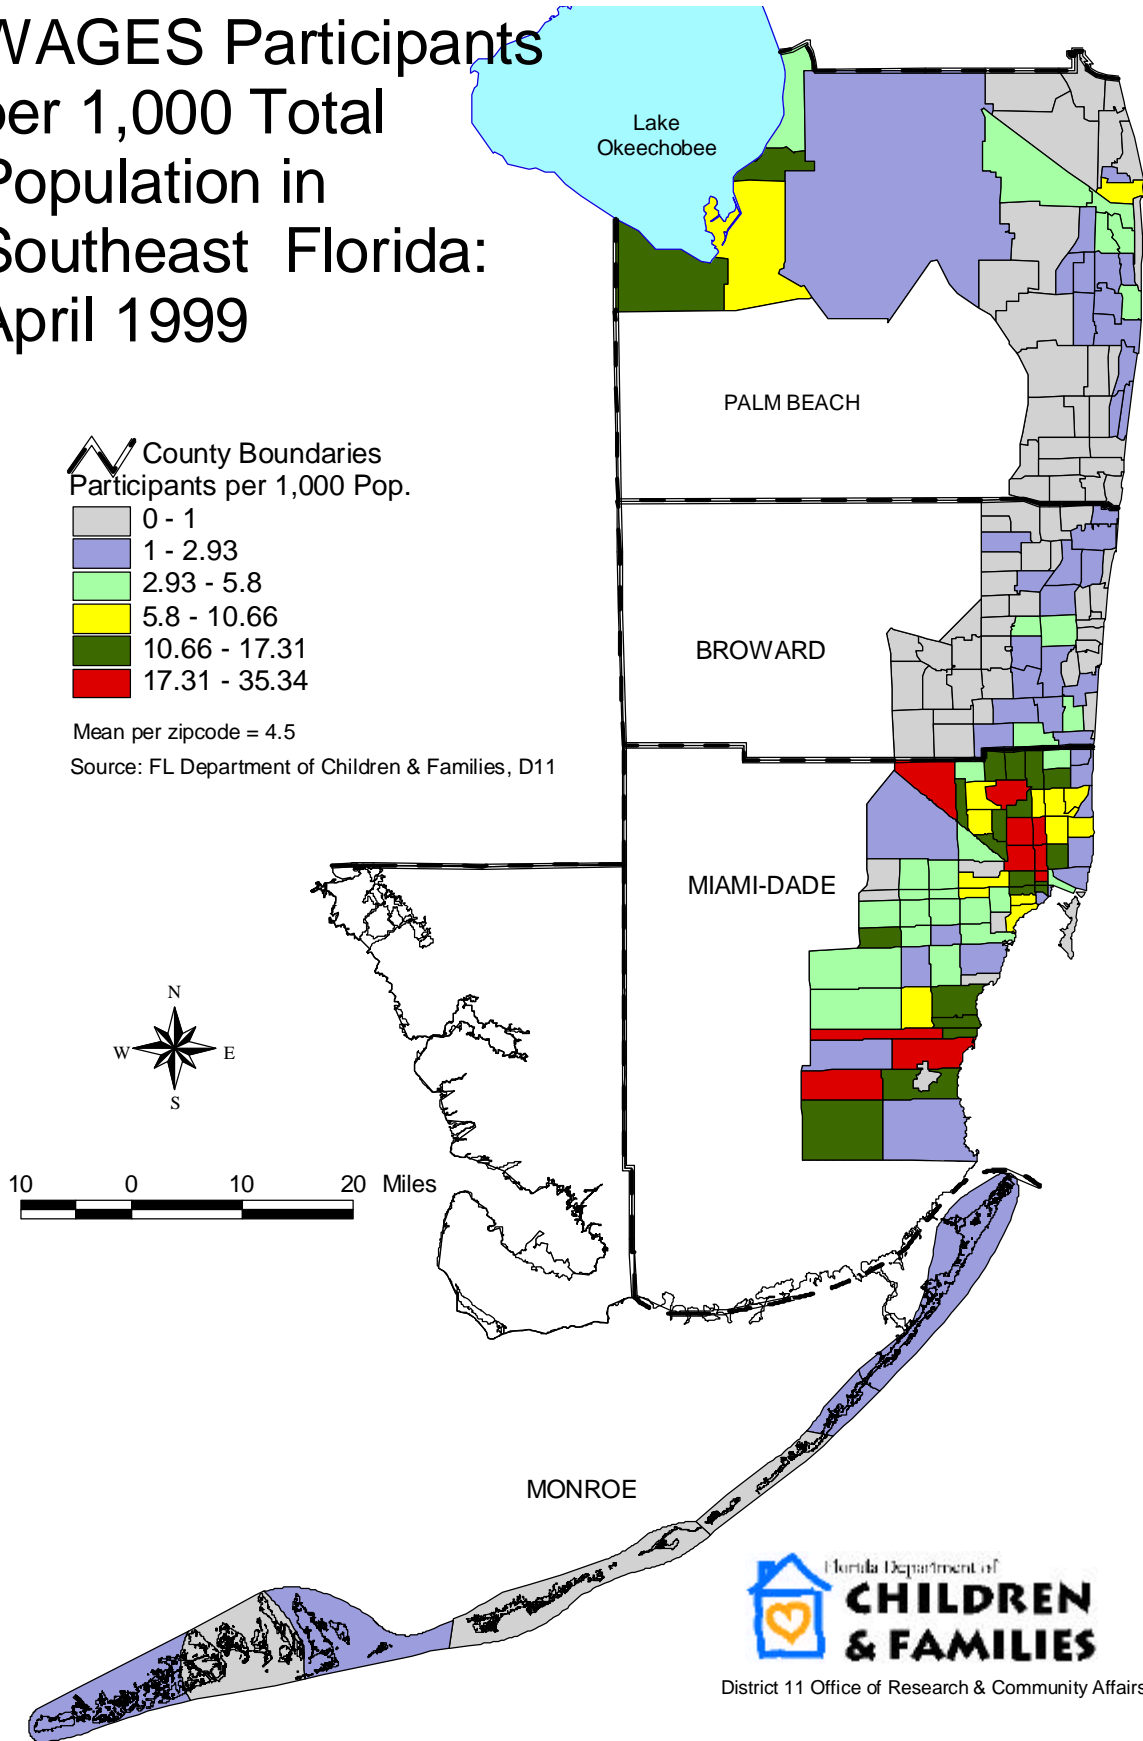 WAGES Participants
per 1,000 Total
Population in
Southeast Florida:
April 1999
Lake
Okeechobee
PALM BEACH
County Boundaries
Participants per 1,000 Pop.
0 - 1
1 - 2.93
2.93 - 5.8
5.8 - 10.66
10.66 - 17.31
17.31 - 35.34
Mean per zipcode = 4.5
Source: FL Department of Children & Families, D11
BROWARD
MIAMI-DADE
N
W E
S
10 0 10 20 Miles
MONROE
Florida Department of
CHILDREN
& FAMILIES
District 11 Office of Research & Community Affairs